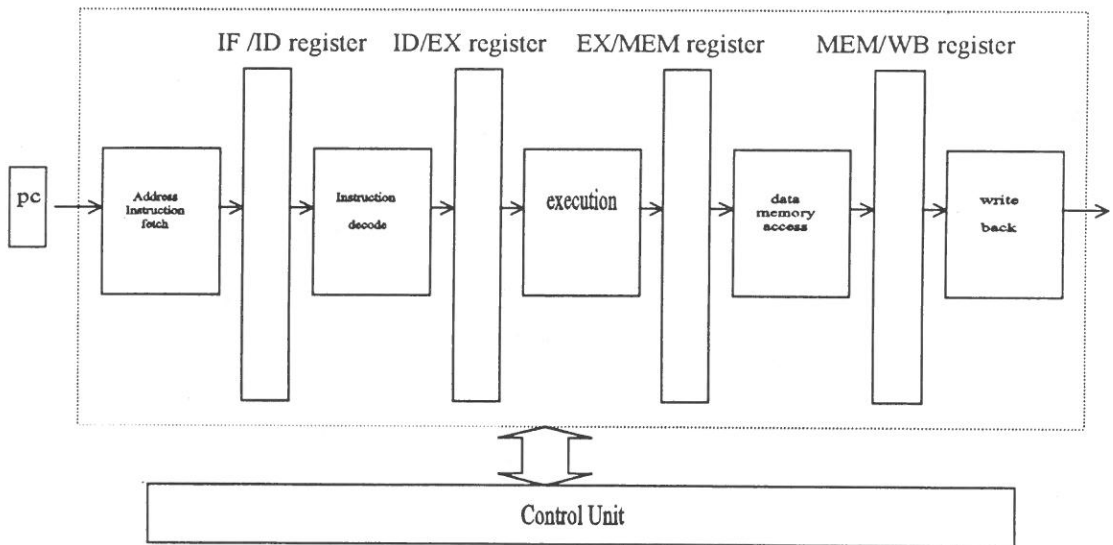 IF /ID register
ID/EX register
EX/MEM register
MEM/WB register
pc
Address
Instruction
fetch
Instruction
decode
execution
data
memory
access
write
back
Control Unit